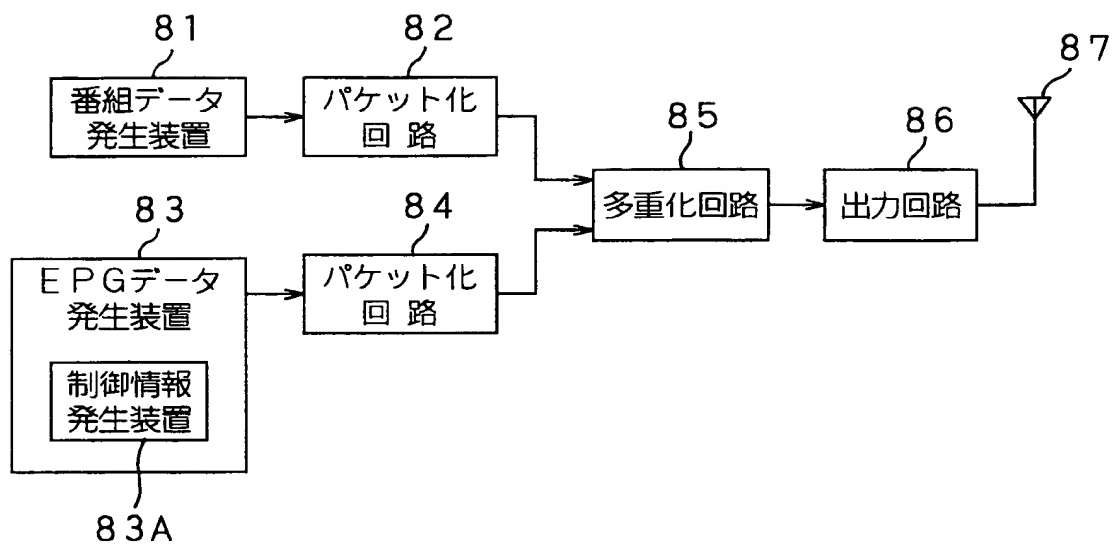 81
番組データ
発生装置
82
パケット化
回路
83
EPGデータ
発生装置
制御情報
発生装置
83A
84
パケット化
回路
85
多重化回路
86
出力回路
87